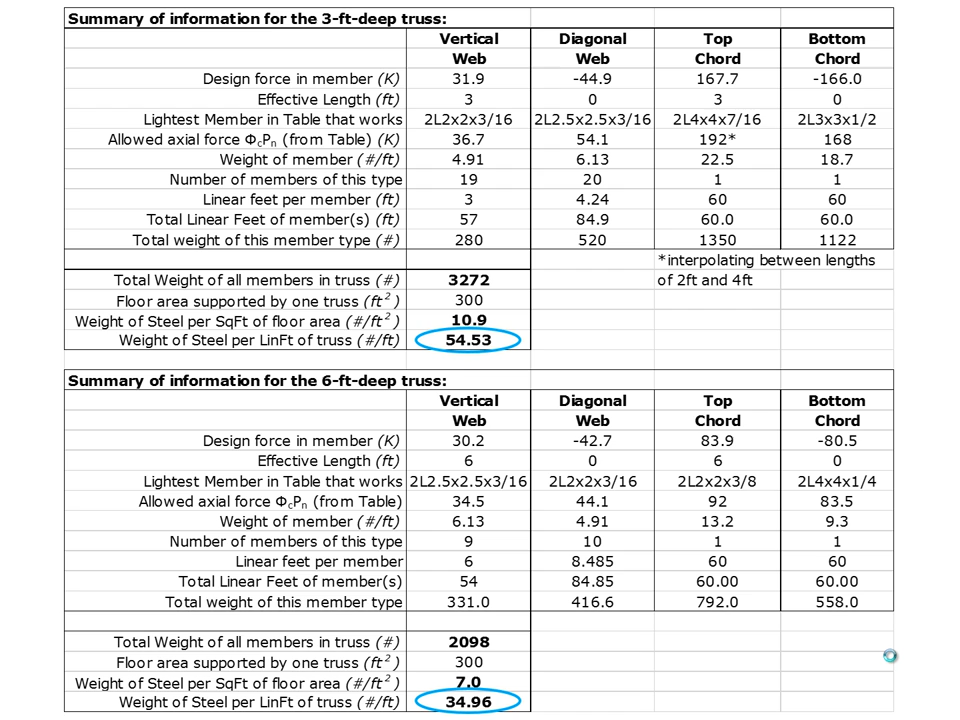 Summary of information for the 3-ft-deep truss:
Vertical Diagonal Top Bottom
Web Web Chord Chord
Design force in member (K) 31.9 -44.9 167.7 -166.0
Effective Length (ft) 3 0 3 0
Lightest Member in Table that works 2L2x2x3/16 2L2.5x2.5x3/16 2L4x4x7/16 2L3x3x1/2
Allowed axial force ΦcPn (from Table) (K) 36.7 54.1 192* 168
Weight of member (#/ft) 4.91 6.13 22.5 18.7
Number of members of this type 19 20 1 1
Linear feet per member (ft) 3 4.24 60 60
Total Linear Feet of member(s) (ft) 57 84.9 60.0 60.0
Total weight of this member type (#) 280 520 1350 1122
*interpolating between lengths
Total Weight of all members in truss (#) 3272 of 2ft and 4ft
Floor area supported by one truss (ft²) 300
Weight of Steel per SqFt of floor area (#/ft²) 10.9
Weight of Steel per LinFt of truss (#/ft) 54.53
Summary of information for the 6-ft-deep truss:
Vertical Diagonal Top Bottom
Web Web Chord Chord
Design force in member (K) 30.2 -42.7 83.9 -80.5
Effective Length (ft) 6 0 6 0
Lightest Member in Table that works 2L2.5x2.5x3/16 2L2x2x3/16 2L2x2x3/8 2L4x4x1/4
Allowed axial force ΦcPn (from Table) 34.5 44.1 92 83.5
Weight of member (#/ft) 6.13 4.91 13.2 9.3
Number of members of this type 9 10 1 1
Linear feet per member 6 8.485 60 60
Total Linear Feet of member(s) 54 84.85 60.00 60.00
Total weight of this member type 331.0 416.6 792.0 558.0
Total Weight of all members in truss (#) 2098
Floor area supported by one truss (ft²) 300
Weight of Steel per SqFt of floor area (#/ft²) 7.0
Weight of Steel per LinFt of truss (#/ft) 34.96